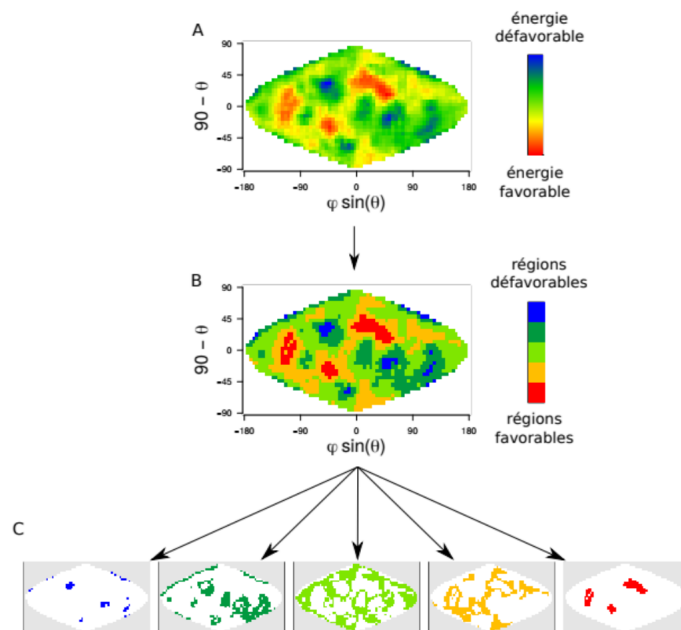 A
énergie
défavorable
90
45
0
−45
−90
90 − θ
−180
−90
0
90
180
φ sin(θ)
énergie
favorable
B
régions
défavorables
90
45
0
−45
−90
90 − θ
−180
−90
0
90
180
φ sin(θ)
régions
favorables
C